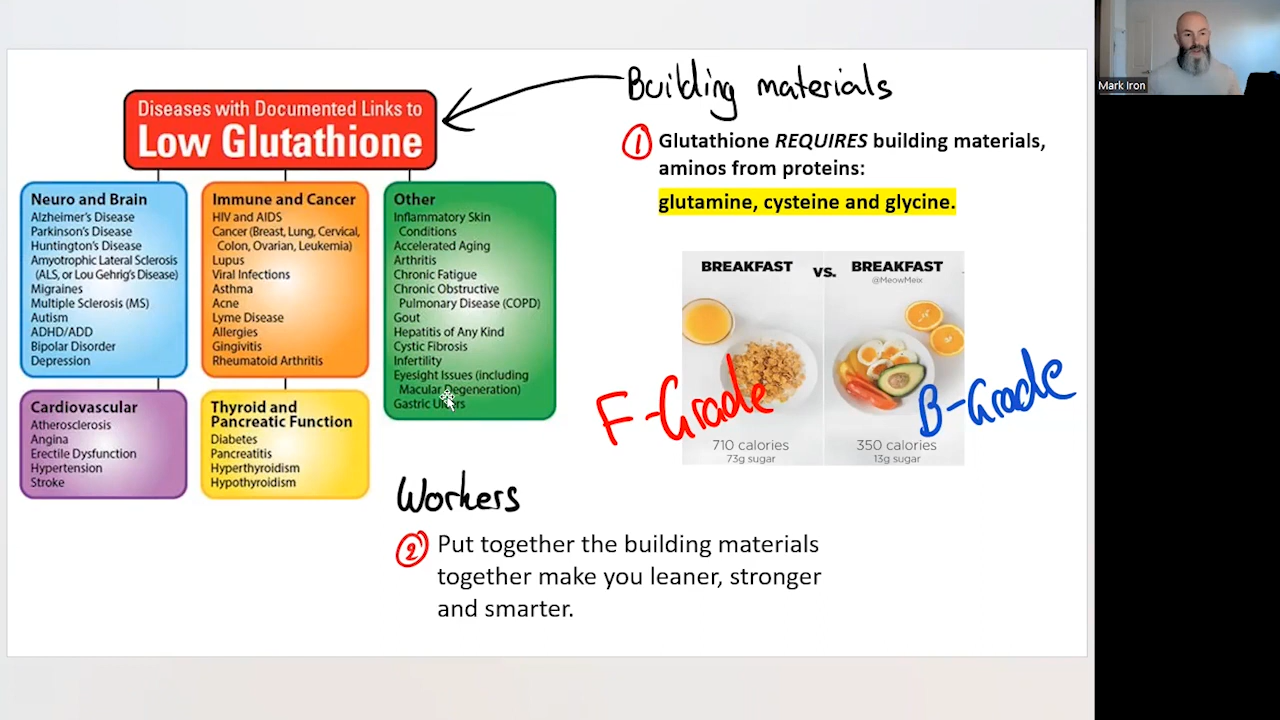 Mark Iron
Building materials
Diseases with Documented Links to
Low Glutathione
① Glutathione REQUIRES building materials,
aminos from proteins:
glutamine, cysteine and glycine.
Neuro and Brain
Alzheimer's Disease
Parkinson's Disease
Huntington's Disease
Amyotrophic Lateral Sclerosis
(ALS, or Lou Gehrig's Disease)
Migraines
Multiple Sclerosis (MS)
Autism
ADHD/ADD
Bipolar Disorder
Depression
Immune and Cancer
HIV and AIDS
Cancer (Breast, Lung, Cervical,
Colon, Ovarian, Leukemia)
Lupus
Viral Infections
Asthma
Acne
Lyme Disease
Allergies
Gingivitis
Rheumatoid Arthritis
Other
Inflammatory Skin
Conditions
Accelerated Aging
Arthritis
Chronic Fatigue
Chronic Obstructive
Pulmonary Disease (COPD)
Gout
Hepatitis of Any Kind
Cystic Fibrosis
Infertility
Eyesight Issues (including
Macular Degeneration)
Gastric Ulcers
Cardiovascular
Atherosclerosis
Angina
Erectile Dysfunction
Hypertension
Stroke
Thyroid and
Pancreatic Function
Diabetes
Pancreatitis
Hyperthyroidism
Hypothyroidism
BREAKFAST VS. BREAKFAST
@MeowMeix
F-Grade
B-Grade
710 calories
73g sugar
350 calories
13g sugar
Workers
② Put together the building materials
together make you leaner, stronger
and smarter.